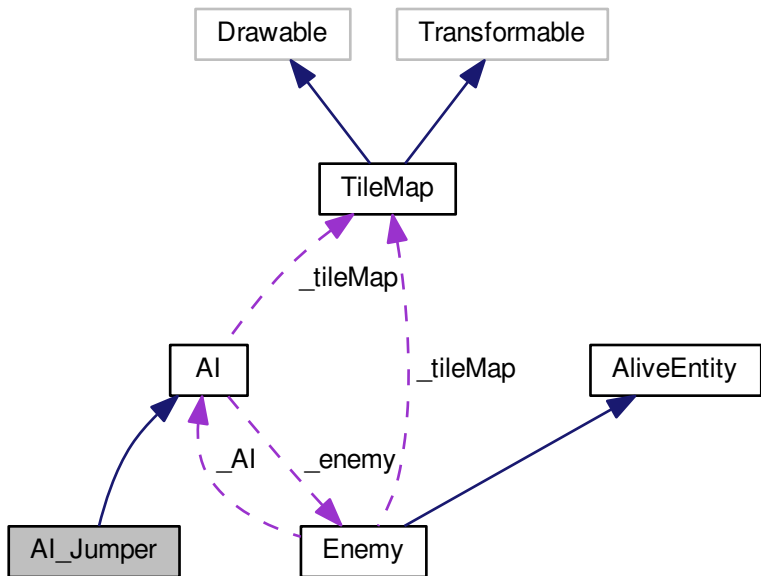 Drawable
Transformable
TileMap
_tileMap
_tileMap
AI
AliveEntity
_AI
_enemy
AI_Jumper
Enemy